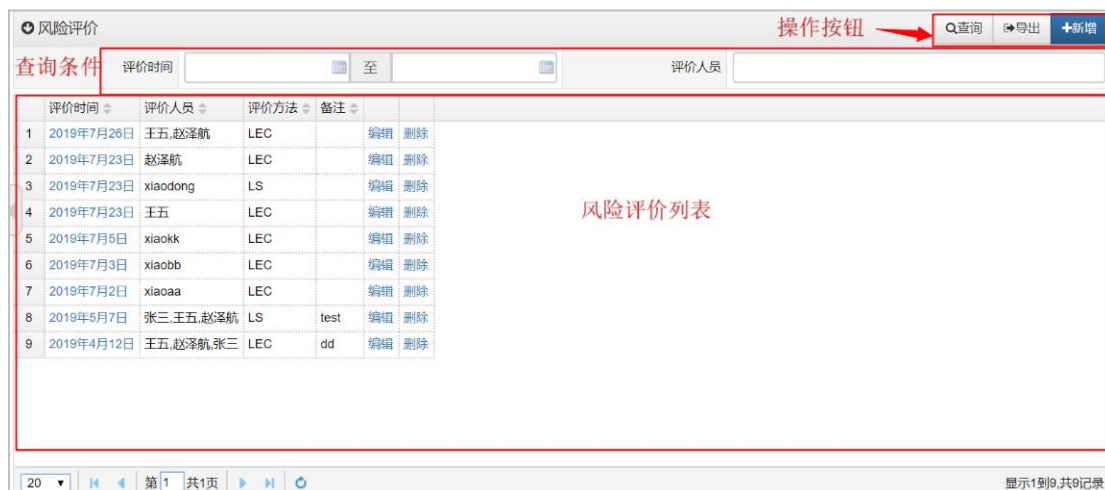 风险评价
操作按钮
查询 导出 新增
查询条件 评价时间 至 评价人员
评价时间 评价人员 评价方法 备注
1 2019年7月26日 王五,赵泽航 LEC 编辑 删除
2 2019年7月23日 赵泽航 LEC 编辑 删除
3 2019年7月23日 xiaodong LS 编辑 删除
4 2019年7月23日 王五 LEC 编辑 删除
风险评价列表
5 2019年7月5日 xiaokk LEC 编辑 删除
6 2019年7月3日 xiaobb LEC 编辑 删除
7 2019年7月2日 xiaoaa LEC 编辑 删除
8 2019年5月7日 张三,王五,赵泽航 LS test 编辑 删除
9 2019年4月12日 王五,赵泽航,张三 LEC dd 编辑 删除
20 第 1 共1页 显示1到9,共9记录